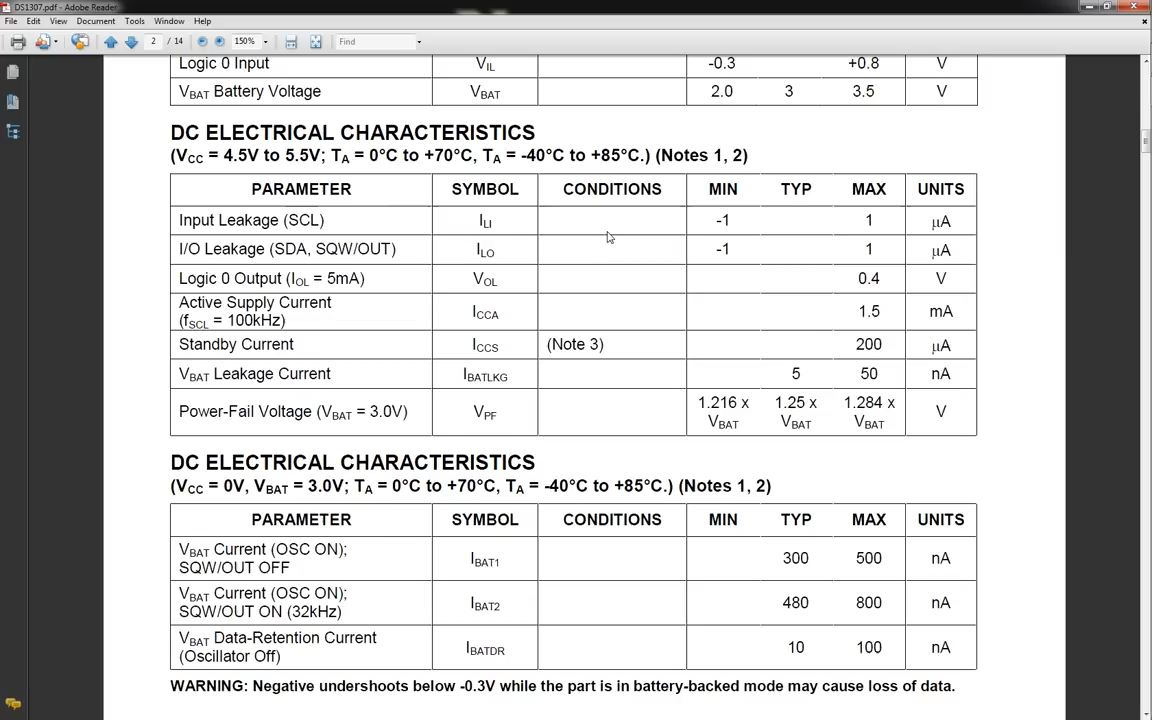 DS1307.pdf - Adobe Reader
File Edit View Document Tools Window Help
2 / 14 150% Find
Logic 0 Input VIL -0.3 +0.8 V
VBAT Battery Voltage VBAT 2.0 3 3.5 V
DC ELECTRICAL CHARACTERISTICS
(VCC = 4.5V to 5.5V; TA = 0°C to +70°C, TA = -40°C to +85°C.) (Notes 1, 2)
PARAMETER SYMBOL CONDITIONS MIN TYP MAX UNITS
Input Leakage (SCL) ILI -1 1 µA
I/O Leakage (SDA, SQW/OUT) ILO -1 1 µA
Logic 0 Output (IOL = 5mA) VOL 0.4 V
Active Supply Current
(fSCL = 100kHz) ICCA 1.5 mA
Standby Current ICCS (Note 3) 200 µA
VBAT Leakage Current IBATLKG 5 50 nA
Power-Fail Voltage (VBAT = 3.0V) VPF 1.216 x 1.25 x 1.284 x V
VBAT VBAT VBAT
DC ELECTRICAL CHARACTERISTICS
(VCC = 0V, VBAT = 3.0V; TA = 0°C to +70°C, TA = -40°C to +85°C.) (Notes 1, 2)
PARAMETER SYMBOL CONDITIONS MIN TYP MAX UNITS
VBAT Current (OSC ON);
SQW/OUT OFF IBAT1 300 500 nA
VBAT Current (OSC ON);
SQW/OUT ON (32kHz) IBAT2 480 800 nA
VBAT Data-Retention Current
(Oscillator Off) IBATDR 10 100 nA
WARNING: Negative undershoots below -0.3V while the part is in battery-backed mode may cause loss of data.